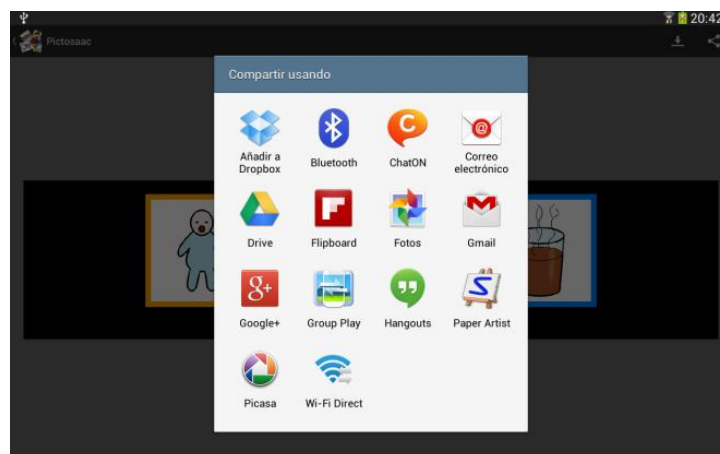 20:42
Pictosaac
Compartir usando
Añadir a
Dropbox
Bluetooth
ChatON
Correo
electrónico
Drive
Flipboard
Fotos
Gmail
Google+
Group Play
Hangouts
Paper Artist
Picasa
Wi-Fi Direct